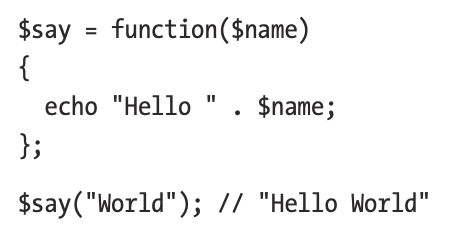 $say = function($name)
{
  echo "Hello " . $name;
};
$say("World"); // "Hello World"